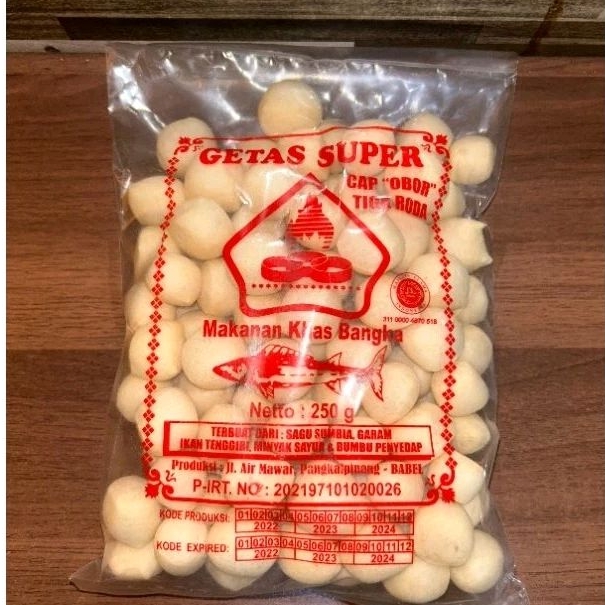 GETAS SUPER
CAP "OBOR"
TIGA RODA
Makanan Khas Bangka
Netto : 250 g
TERBUAT DARI : SAGU SUMBIA, GARAM
IKAN TENGGIRI, MINYAK SAYUR & BUMBU PENYEDAP
Produksi : Jl. Air Mawar, Pangkalpinang - BABEL
P-IRT. NO : 202197101020026
KODE PRODUKSI: 01 02 03 04 05 06 07 08 09 10 11 12
2022 2023 2024
KODE EXPIRED: 01 02 03 04 05 06 07 08 09 10 11 12
2022 2023 2024